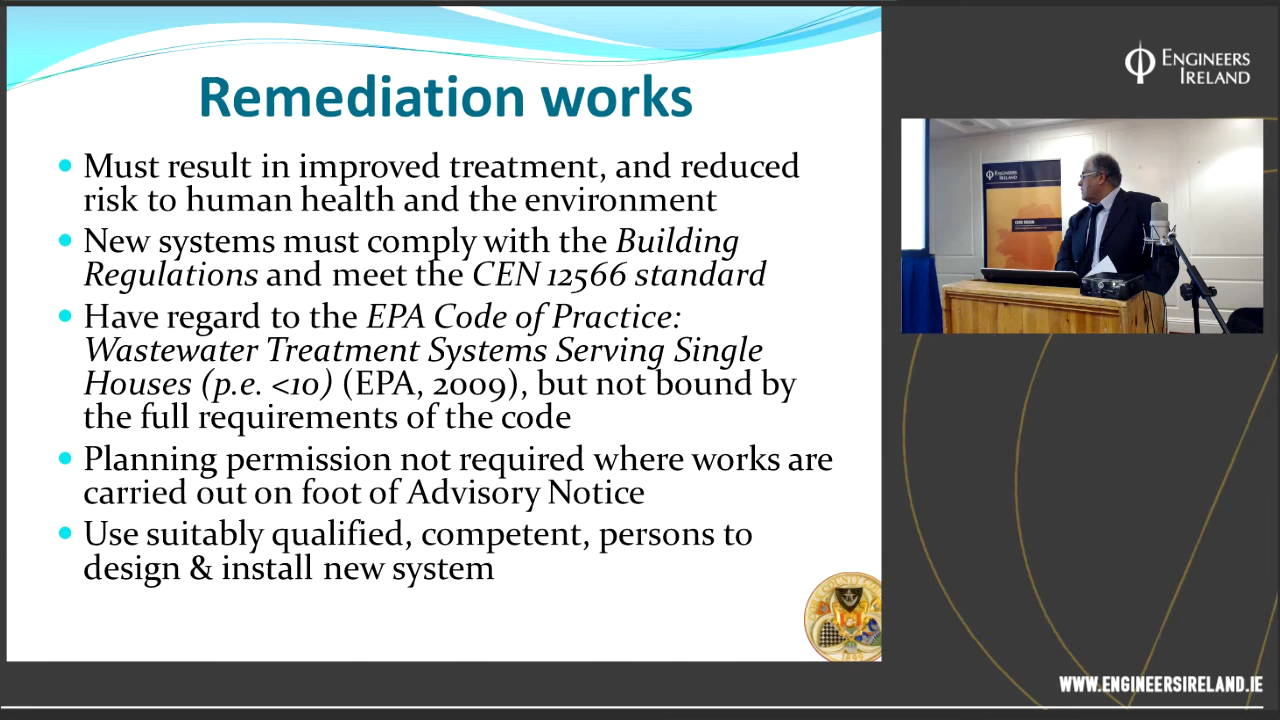 Remediation works
Must result in improved treatment, and reduced
risk to human health and the environment
New systems must comply with the Building
Regulations and meet the CEN 12566 standard
Have regard to the EPA Code of Practice:
Wastewater Treatment Systems Serving Single
Houses (p.e. <10) (EPA, 2009), but not bound by
the full requirements of the code
Planning permission not required where works are
carried out on foot of Advisory Notice
Use suitably qualified, competent, persons to
design & install new system
1899
ENGINEERS
IRELAND
ENGINEERS
IRELAND
WWW.ENGINEERSIRELAND.IE